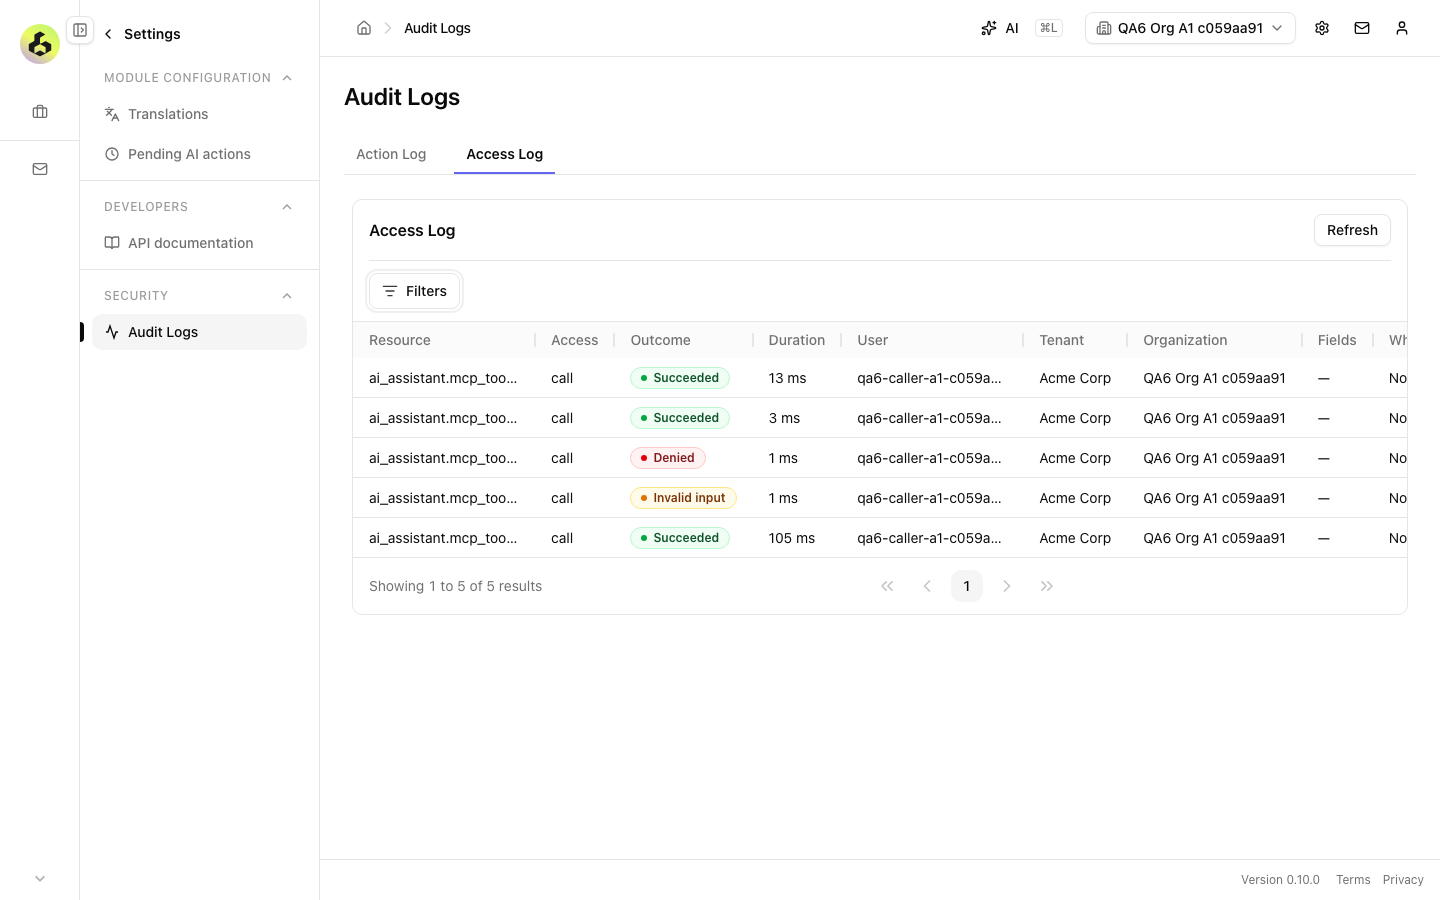 Settings
MODULE CONFIGURATION
Translations
Pending AI actions
DEVELOPERS
API documentation
SECURITY
Audit Logs
Audit Logs
AI ⌘L
QA6 Org A1 c059aa91
Audit Logs
Action Log Access Log
Access Log
Refresh
Filters
Resource Access Outcome Duration User Tenant Organization Fields
ai_assistant.mcp_too... call Succeeded 13 ms qa6-caller-a1-c059a... Acme Corp QA6 Org A1 c059aa91 — No
ai_assistant.mcp_too... call Succeeded 3 ms qa6-caller-a1-c059a... Acme Corp QA6 Org A1 c059aa91 — No
ai_assistant.mcp_too... call Denied 1 ms qa6-caller-a1-c059a... Acme Corp QA6 Org A1 c059aa91 — No
ai_assistant.mcp_too... call Invalid input 1 ms qa6-caller-a1-c059a... Acme Corp QA6 Org A1 c059aa91 — No
ai_assistant.mcp_too... call Succeeded 105 ms qa6-caller-a1-c059a... Acme Corp QA6 Org A1 c059aa91 — No
Showing 1 to 5 of 5 results
1
Version 0.10.0 Terms Privacy